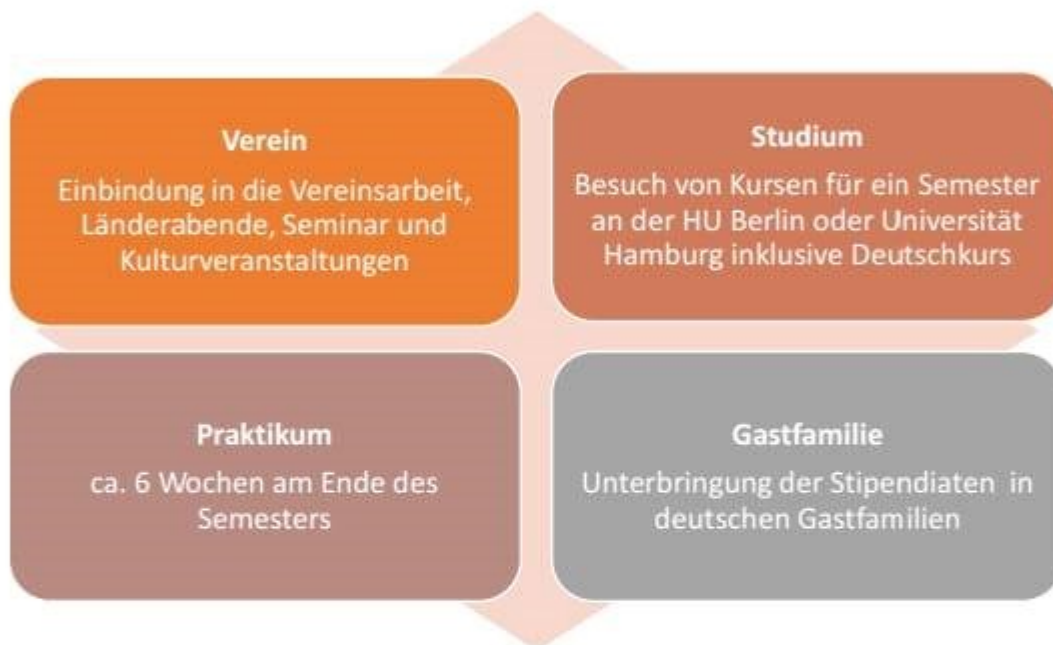 Verein
Einbindung in die Vereinsarbeit,
Länderabende, Seminar und
Kulturveranstaltungen
Studium
Besuch von Kursen für ein Semester
an der HU Berlin oder Universität
Hamburg inklusive Deutschkurs
Praktikum
ca. 6 Wochen am Ende des
Semesters
Gastfamilie
Unterbringung der Stipendiaten in
deutschen Gastfamilien